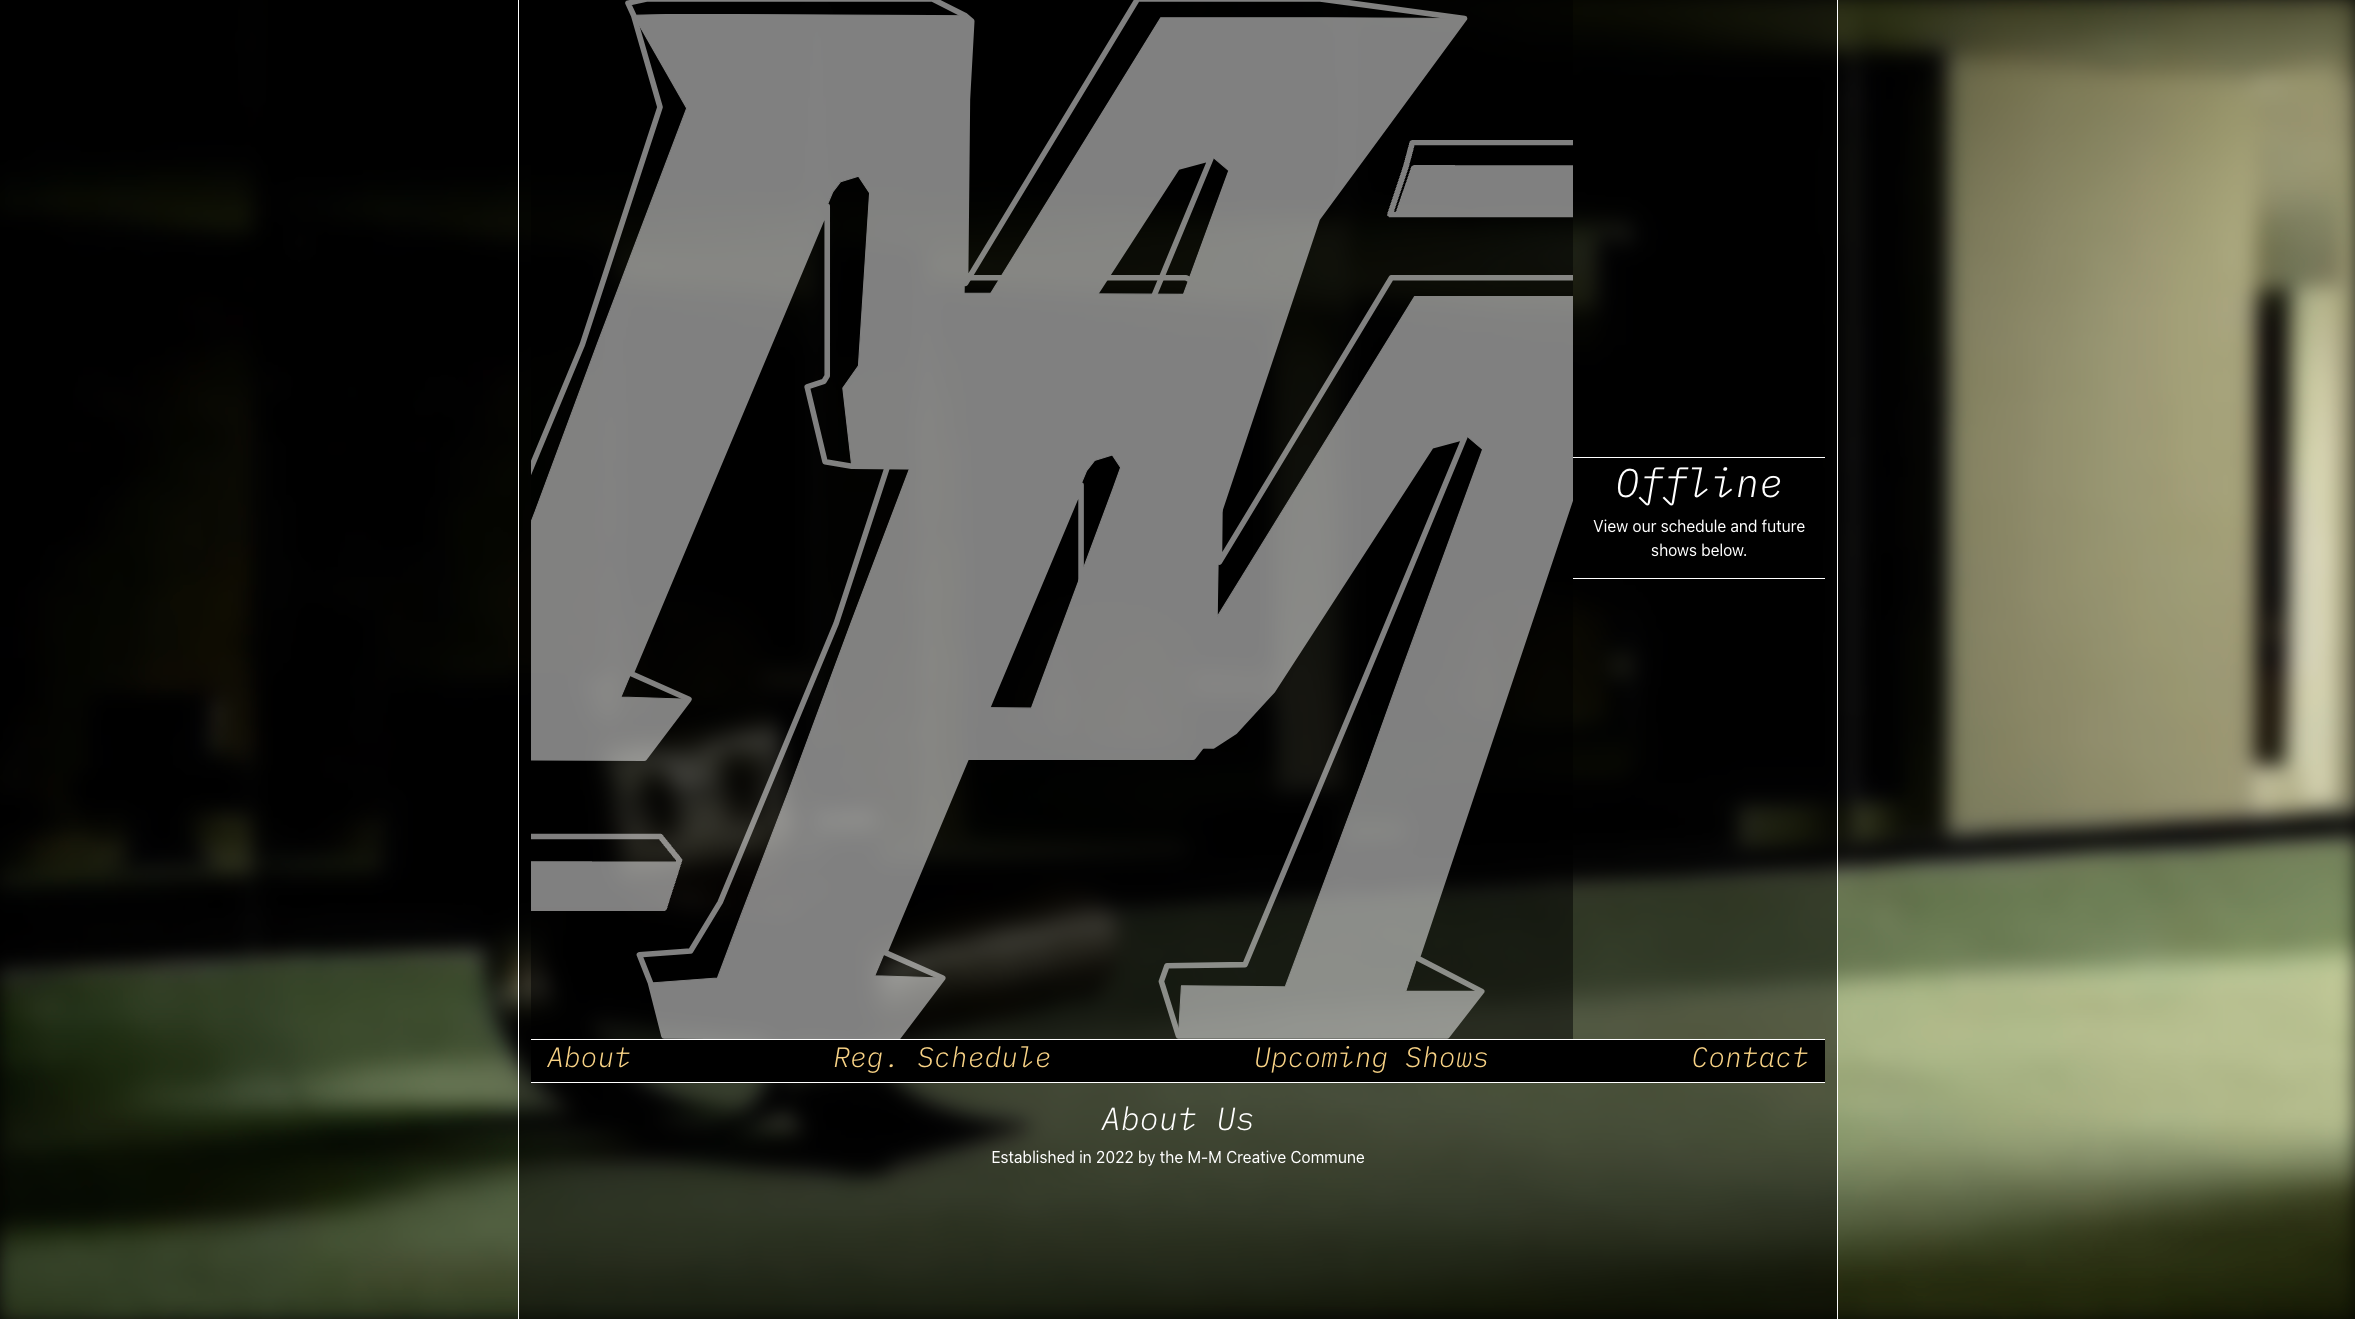 Offline
View our schedule and future
shows below.
About Reg. Schedule Upcoming Shows Contact
About Us
Established in 2022 by the M-M Creative Commune